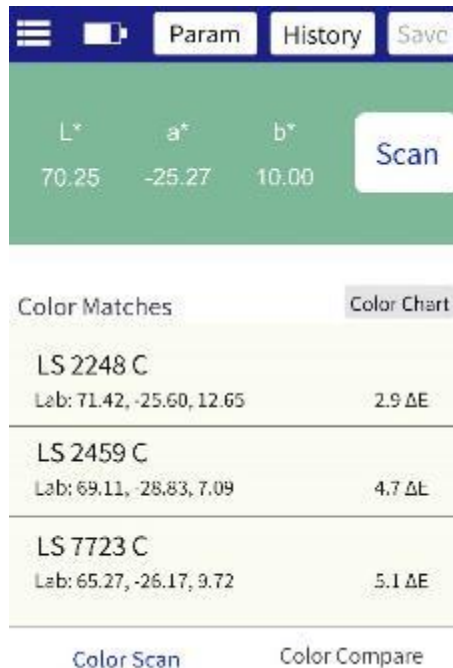 Param History Save
L* a* b*
70.25 -25.27 10.00
Scan
Color Matches Color Chart
LS 2248 C
Lab: 71.42, -25.60, 12.65 2.9 ΔE
LS 2459 C
Lab: 69.11, -28.83, 7.09 4.7 ΔE
LS 7723 C
Lab: 65.27, -26.17, 9.72 5.1 ΔE
Color Scan Color Compare